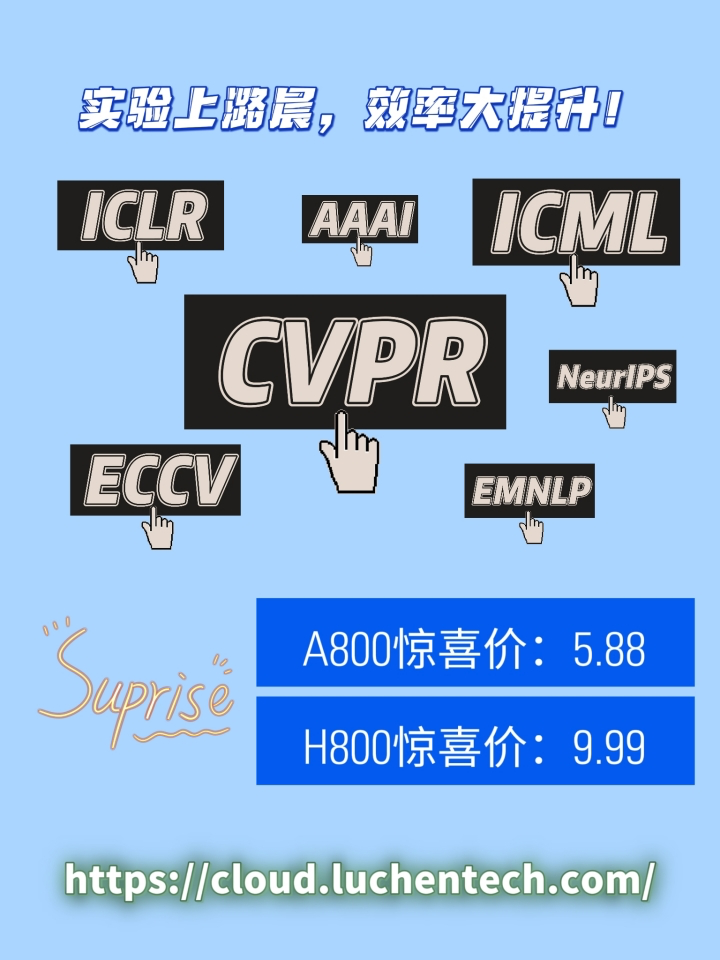 实验上潞晨，效率大提升！
ICLR
AAAI
ICML
CVPR
NeurIPS
ECCV
EMNLP
Suprise
A800惊喜价：5.88
H800惊喜价：9.99
https://cloud.luchentech.com/